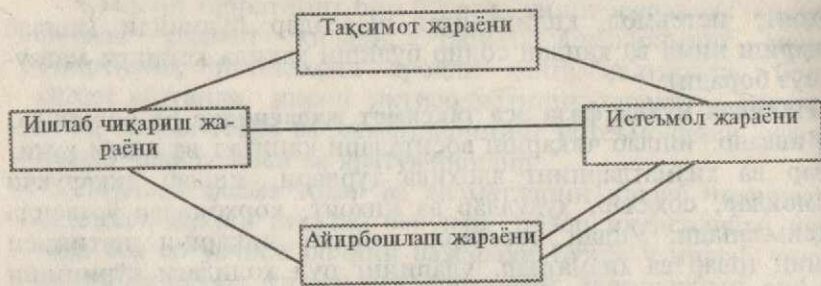 Тақсимот жараёни
Ишлаб чиқариш жа-
раёни
Истеъмол жараёни
Айирбошлаш жараёни